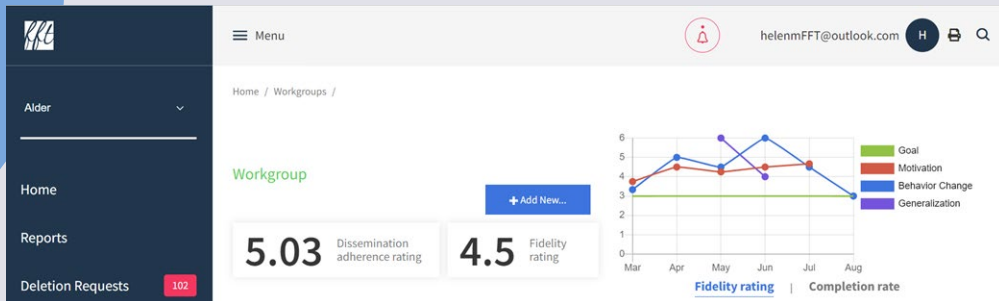 fft
Menu
helenmFFT@outlook.com
H
Alder
Home / Workgroups /
Home
Reports
Deletion Requests 102
Workgroup
+ Add New...
5.03 Dissemination
adherence rating
4.5 Fidelity
rating
6
5
4
3
2
1
0
Mar Apr May Jun Jul Aug
Goal
Motivation
Behavior Change
Generalization
Fidelity rating | Completion rate